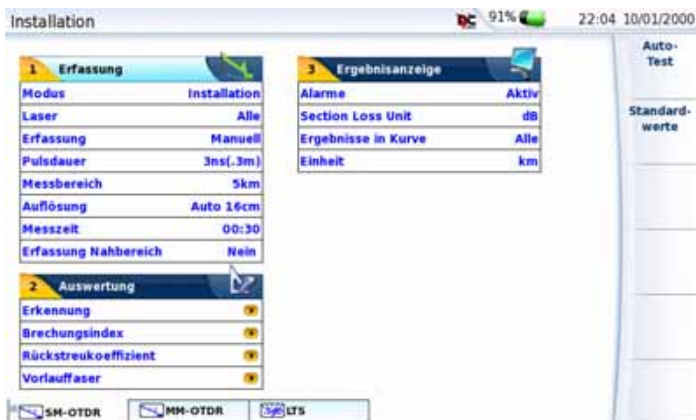 Installation
DC 91% 22:04 10/01/2000
1 Erfassung
Modus Installation
Laser Alle
Erfassung Manuell
Pulsdauer 3ns(.3m)
Messbereich 5km
Auflösung Auto 16cm
Messzeit 00:30
Erfassung Nahbereich Nein
2 Auswertung
Erkennung
Brechungsindex
Rückstreukoeffizient
Vorlauffaser
3 Ergebnisanzeige
Alarme Aktiv
Section Loss Unit dB
Ergebnisse in Kurve Alle
Einheit km
Auto-
Test
Standard-
werte
SM-OTDR MM-OTDR LTS